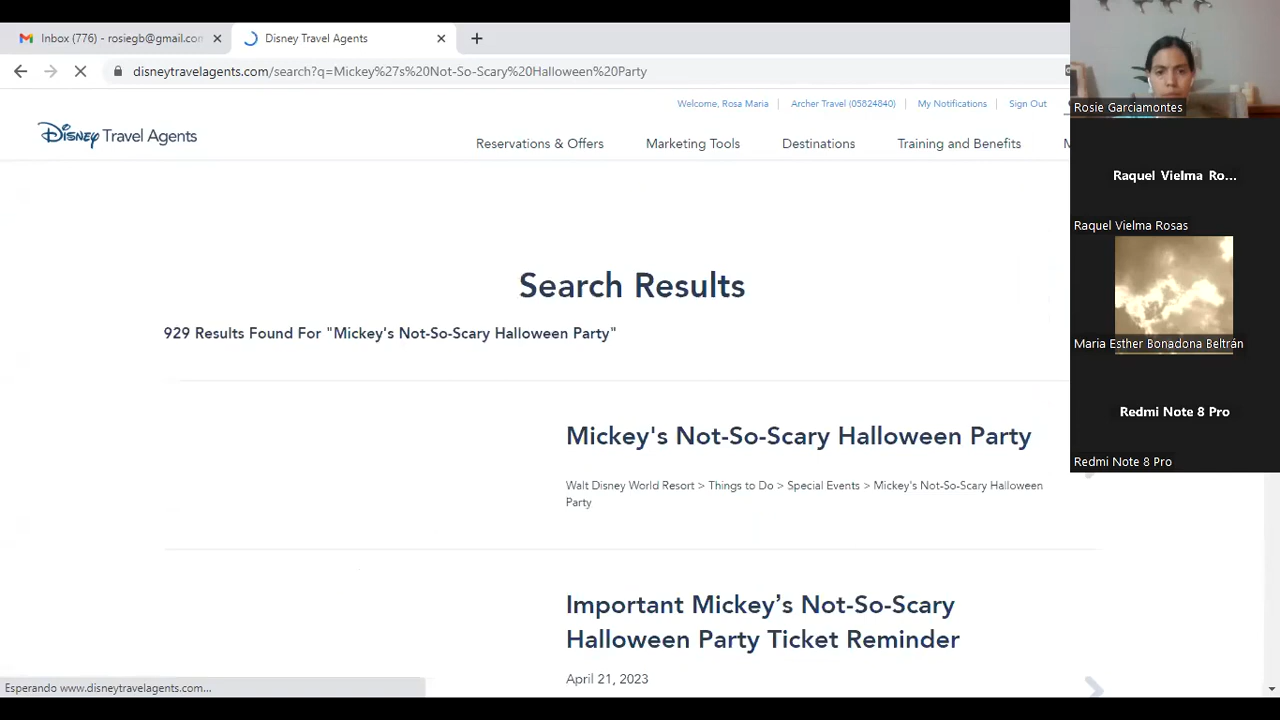 Inbox (776) - rosiegb@gmail.con
Disney Travel Agents
disneytravelagents.com/search?q=Mickey%27s%20Not-So-Scary%20Halloween%20Party
Welcome, Rosa Maria
Archer Travel (05824840)
My Notifications
Sign Out
Disney Travel Agents
Reservations & Offers
Marketing Tools
Destinations
Training and Benefits
Search Results
929 Results Found For "Mickey's Not-So-Scary Halloween Party"
Mickey's Not-So-Scary Halloween Party
Walt Disney World Resort > Things to Do > Special Events > Mickey's Not-So-Scary Halloween
Party
Important Mickey’s Not-So-Scary
Halloween Party Ticket Reminder
April 21, 2023
Esperando www.disneytravelagents.com...
Rosie Garciamontes
Raquel Vielma Ro...
Raquel Vielma Rosas
Maria Esther Bonadona Beltrán
Redmi Note 8 Pro
Redmi Note 8 Pro